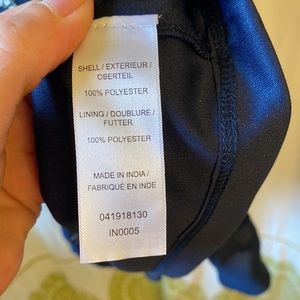 SHELL / EXTERIEUR /
OBERTEIL
100% POLYESTER
LINING / DOUBLURE /
FUTTER
100% POLYESTER
MADE IN INDIA /
FABRIQUÉ EN INDE
041918130
IN0005